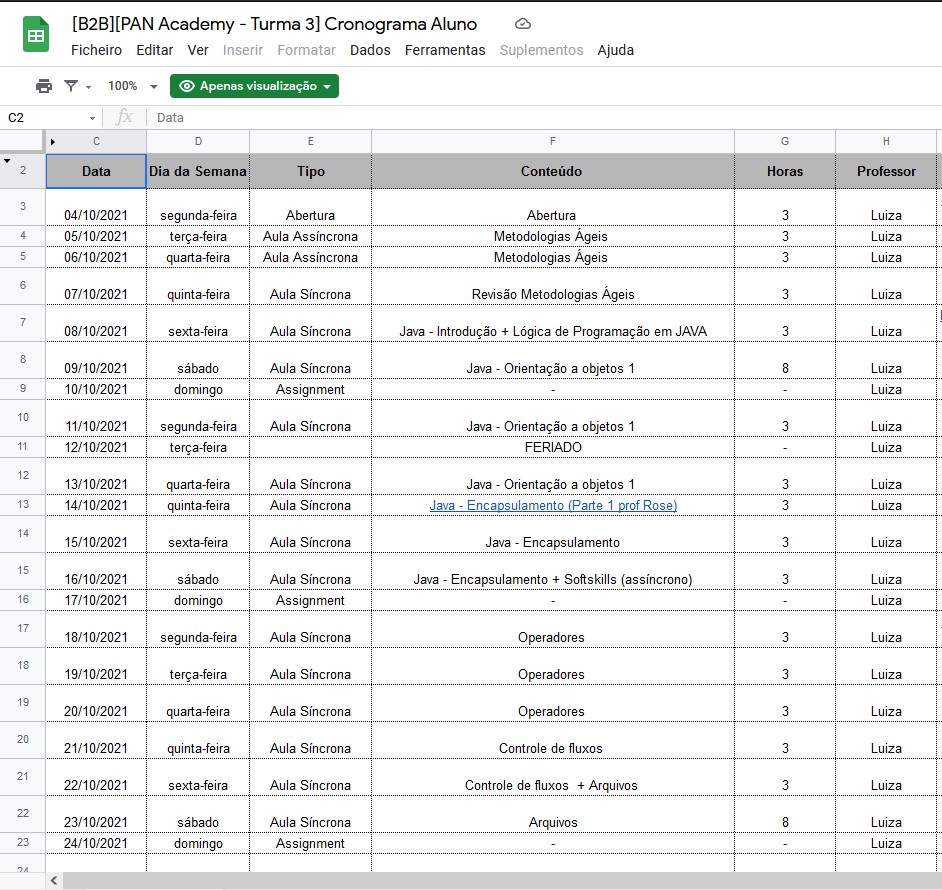 [B2B][PAN Academy - Turma 3] Cronograma Aluno
Ficheiro Editar Ver Inserir Formatar Dados Ferramentas Suplementos Ajuda
100% Apenas visualização
C2 fx Data
C D E F G H
2 Data Dia da Semana Tipo Conteúdo Horas Professor
3 04/10/2021 segunda-feira Abertura Abertura 3 Luiza
4 05/10/2021 terça-feira Aula Assíncrona Metodologias Ágeis 3 Luiza
5 06/10/2021 quarta-feira Aula Assíncrona Metodologias Ágeis 3 Luiza
6 07/10/2021 quinta-feira Aula Síncrona Revisão Metodologias Ágeis 3 Luiza
7 08/10/2021 sexta-feira Aula Síncrona Java - Introdução + Lógica de Programação em JAVA 3 Luiza
8 09/10/2021 sábado Aula Síncrona Java - Orientação a objetos 1 8 Luiza
9 10/10/2021 domingo Assignment - - Luiza
10 11/10/2021 segunda-feira Aula Síncrona Java - Orientação a objetos 1 3 Luiza
11 12/10/2021 terça-feira FERIADO - Luiza
12 13/10/2021 quarta-feira Aula Síncrona Java - Orientação a objetos 1 3 Luiza
13 14/10/2021 quinta-feira Aula Síncrona Java - Encapsulamento (Parte 1 prof Rose) 3 Luiza
14 15/10/2021 sexta-feira Aula Síncrona Java - Encapsulamento 3 Luiza
15 16/10/2021 sábado Aula Síncrona Java - Encapsulamento + Softskills (assíncrono) 3 Luiza
16 17/10/2021 domingo Assignment - - Luiza
17 18/10/2021 segunda-feira Aula Síncrona Operadores 3 Luiza
18 19/10/2021 terça-feira Aula Síncrona Operadores 3 Luiza
19 20/10/2021 quarta-feira Aula Síncrona Operadores 3 Luiza
20 21/10/2021 quinta-feira Aula Síncrona Controle de fluxos 3 Luiza
21 22/10/2021 sexta-feira Aula Síncrona Controle de fluxos + Arquivos 3 Luiza
22 23/10/2021 sábado Aula Síncrona Arquivos 8 Luiza
23 24/10/2021 domingo Assignment - - Luiza
24